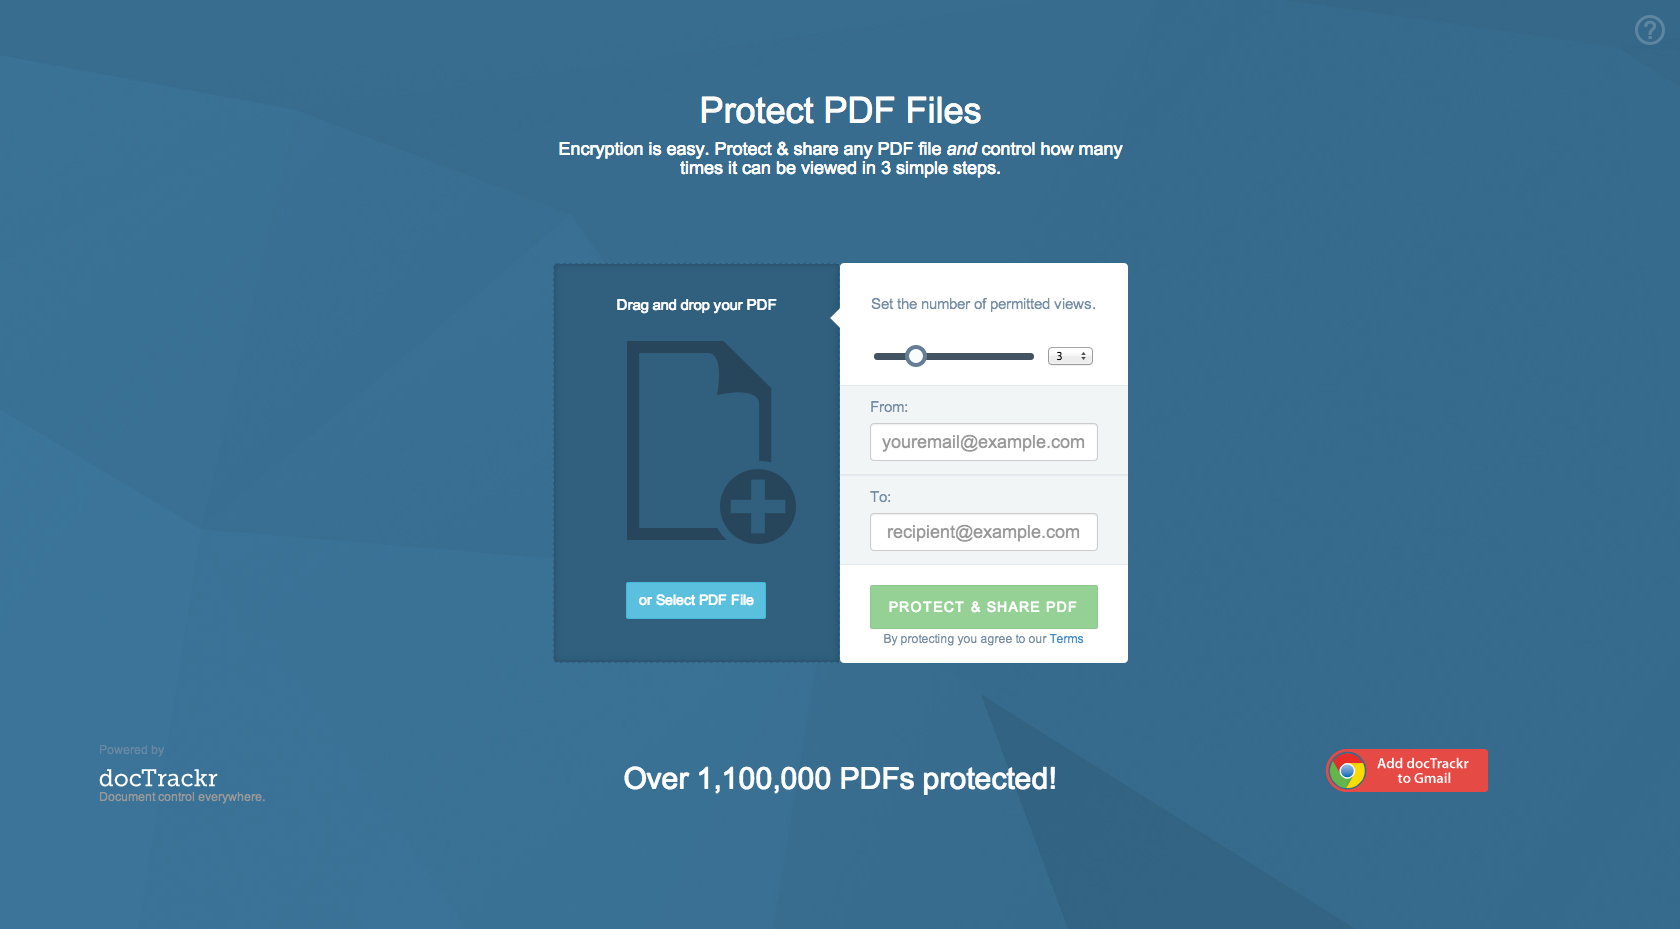 ?
Protect PDF Files
Encryption is easy. Protect & share any PDF file and control how many
times it can be viewed in 3 simple steps.
Drag and drop your PDF
or Select PDF File
Set the number of permitted views.
3
From:
youremail@example.com
To:
recipient@example.com
PROTECT & SHARE PDF
By protecting you agree to our Terms
Powered by
docTrackr
Document control everywhere.
Over 1,100,000 PDFs protected!
Add docTrackr
to Gmail